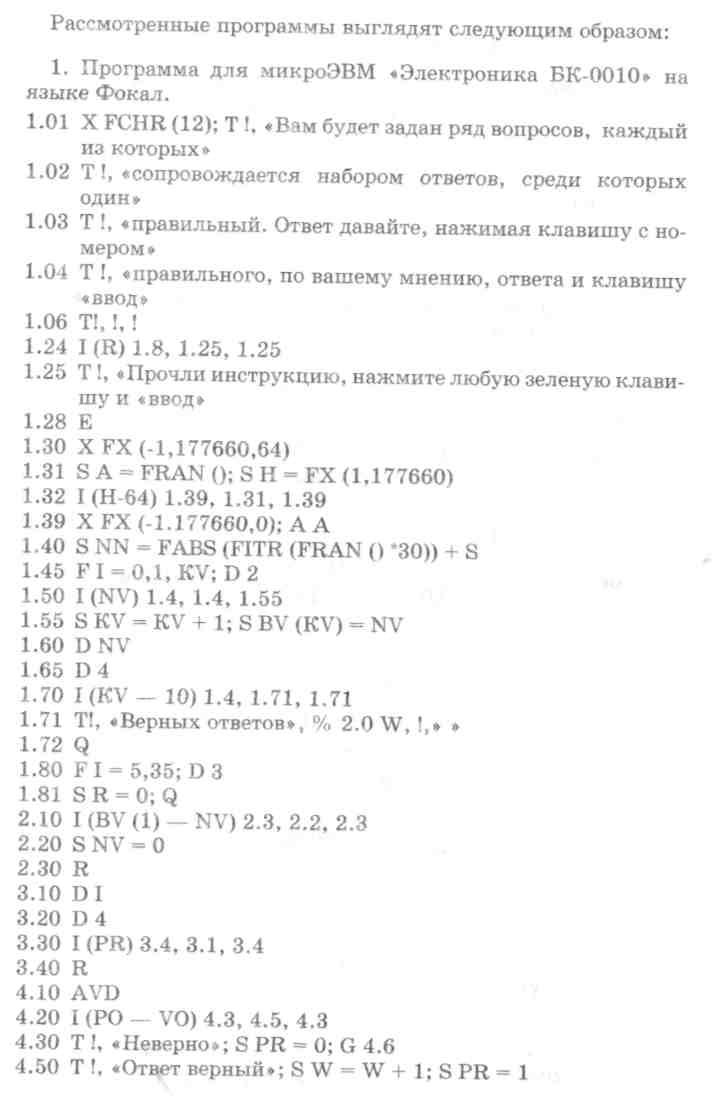 Рассмотренные программы выглядят следующим образом:
1. Программа для микроЭВМ «Электроника БК-0010» на
языке Фокал.
1.01 X FCHR (12); T !, «Вам будет задан ряд вопросов, каждый
из которых»
1.02 T !, «сопровождается набором ответов, среди которых
один»
1.03 T !, «правильный. Ответ давайте, нажимая клавишу с но-
мером»
1.04 T !, «правильного, по вашему мнению, ответа и клавишу
«ввод»
1.06 T!, !, !
1.24 I (R) 1.8, 1.25, 1.25
1.25 T !, «Прочли инструкцию, нажмите любую зеленую клави-
шу и «ввод»
1.28 E
1.30 X FX (-1,177660,64)
1.31 S A = FRAN (); S H = FX (1,177660)
1.32 I (H-64) 1.39, 1.31, 1.39
1.39 X FX (-1.177660,0); A A
1.40 S NN = FABS (FITR (FRAN () *30)) + S
1.45 F I = 0,1, KV; D 2
1.50 I (NV) 1.4, 1.4, 1.55
1.55 S KV = KV + 1; S BV (KV) = NV
1.60 D NV
1.65 D 4
1.70 I (KV — 10) 1.4, 1.71, 1.71
1.71 T!, «Верных ответов», % 2.0 W, !,» »
1.72 Q
1.80 F I = 5,35; D 3
1.81 S R = 0; Q
2.10 I (BV (1) — NV) 2.3, 2.2, 2.3
2.20 S NV = 0
2.30 R
3.10 D I
3.20 D 4
3.30 I (PR) 3.4, 3.1, 3.4
3.40 R
4.10 AVD
4.20 I (PO — VO) 4.3, 4.5, 4.3
4.30 T !, «Неверно»; S PR = 0; G 4.6
4.50 T !, «Ответ верный»; S W = W + 1; S PR = 1